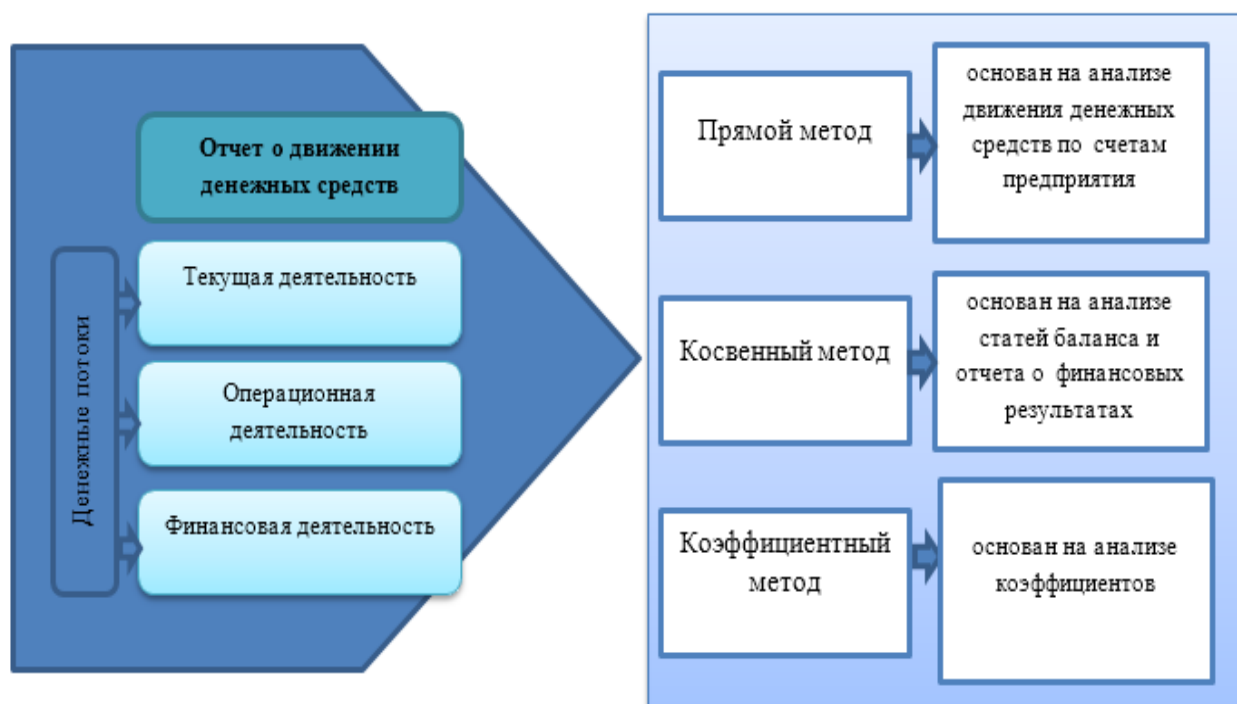 Отчет о движении
денежных средств
Денежные потоки
Текущая деятельность
Операционная
деятельность
Финансовая деятельность
Прямой метод
основан на анализе
движения денежных
средств по счетам
предприятия
Косвенный метод
основан на анализе
статей баланса и
отчета о финансовых
результатах
Коэффициентный
метод
основан на анализе
коэффициентов